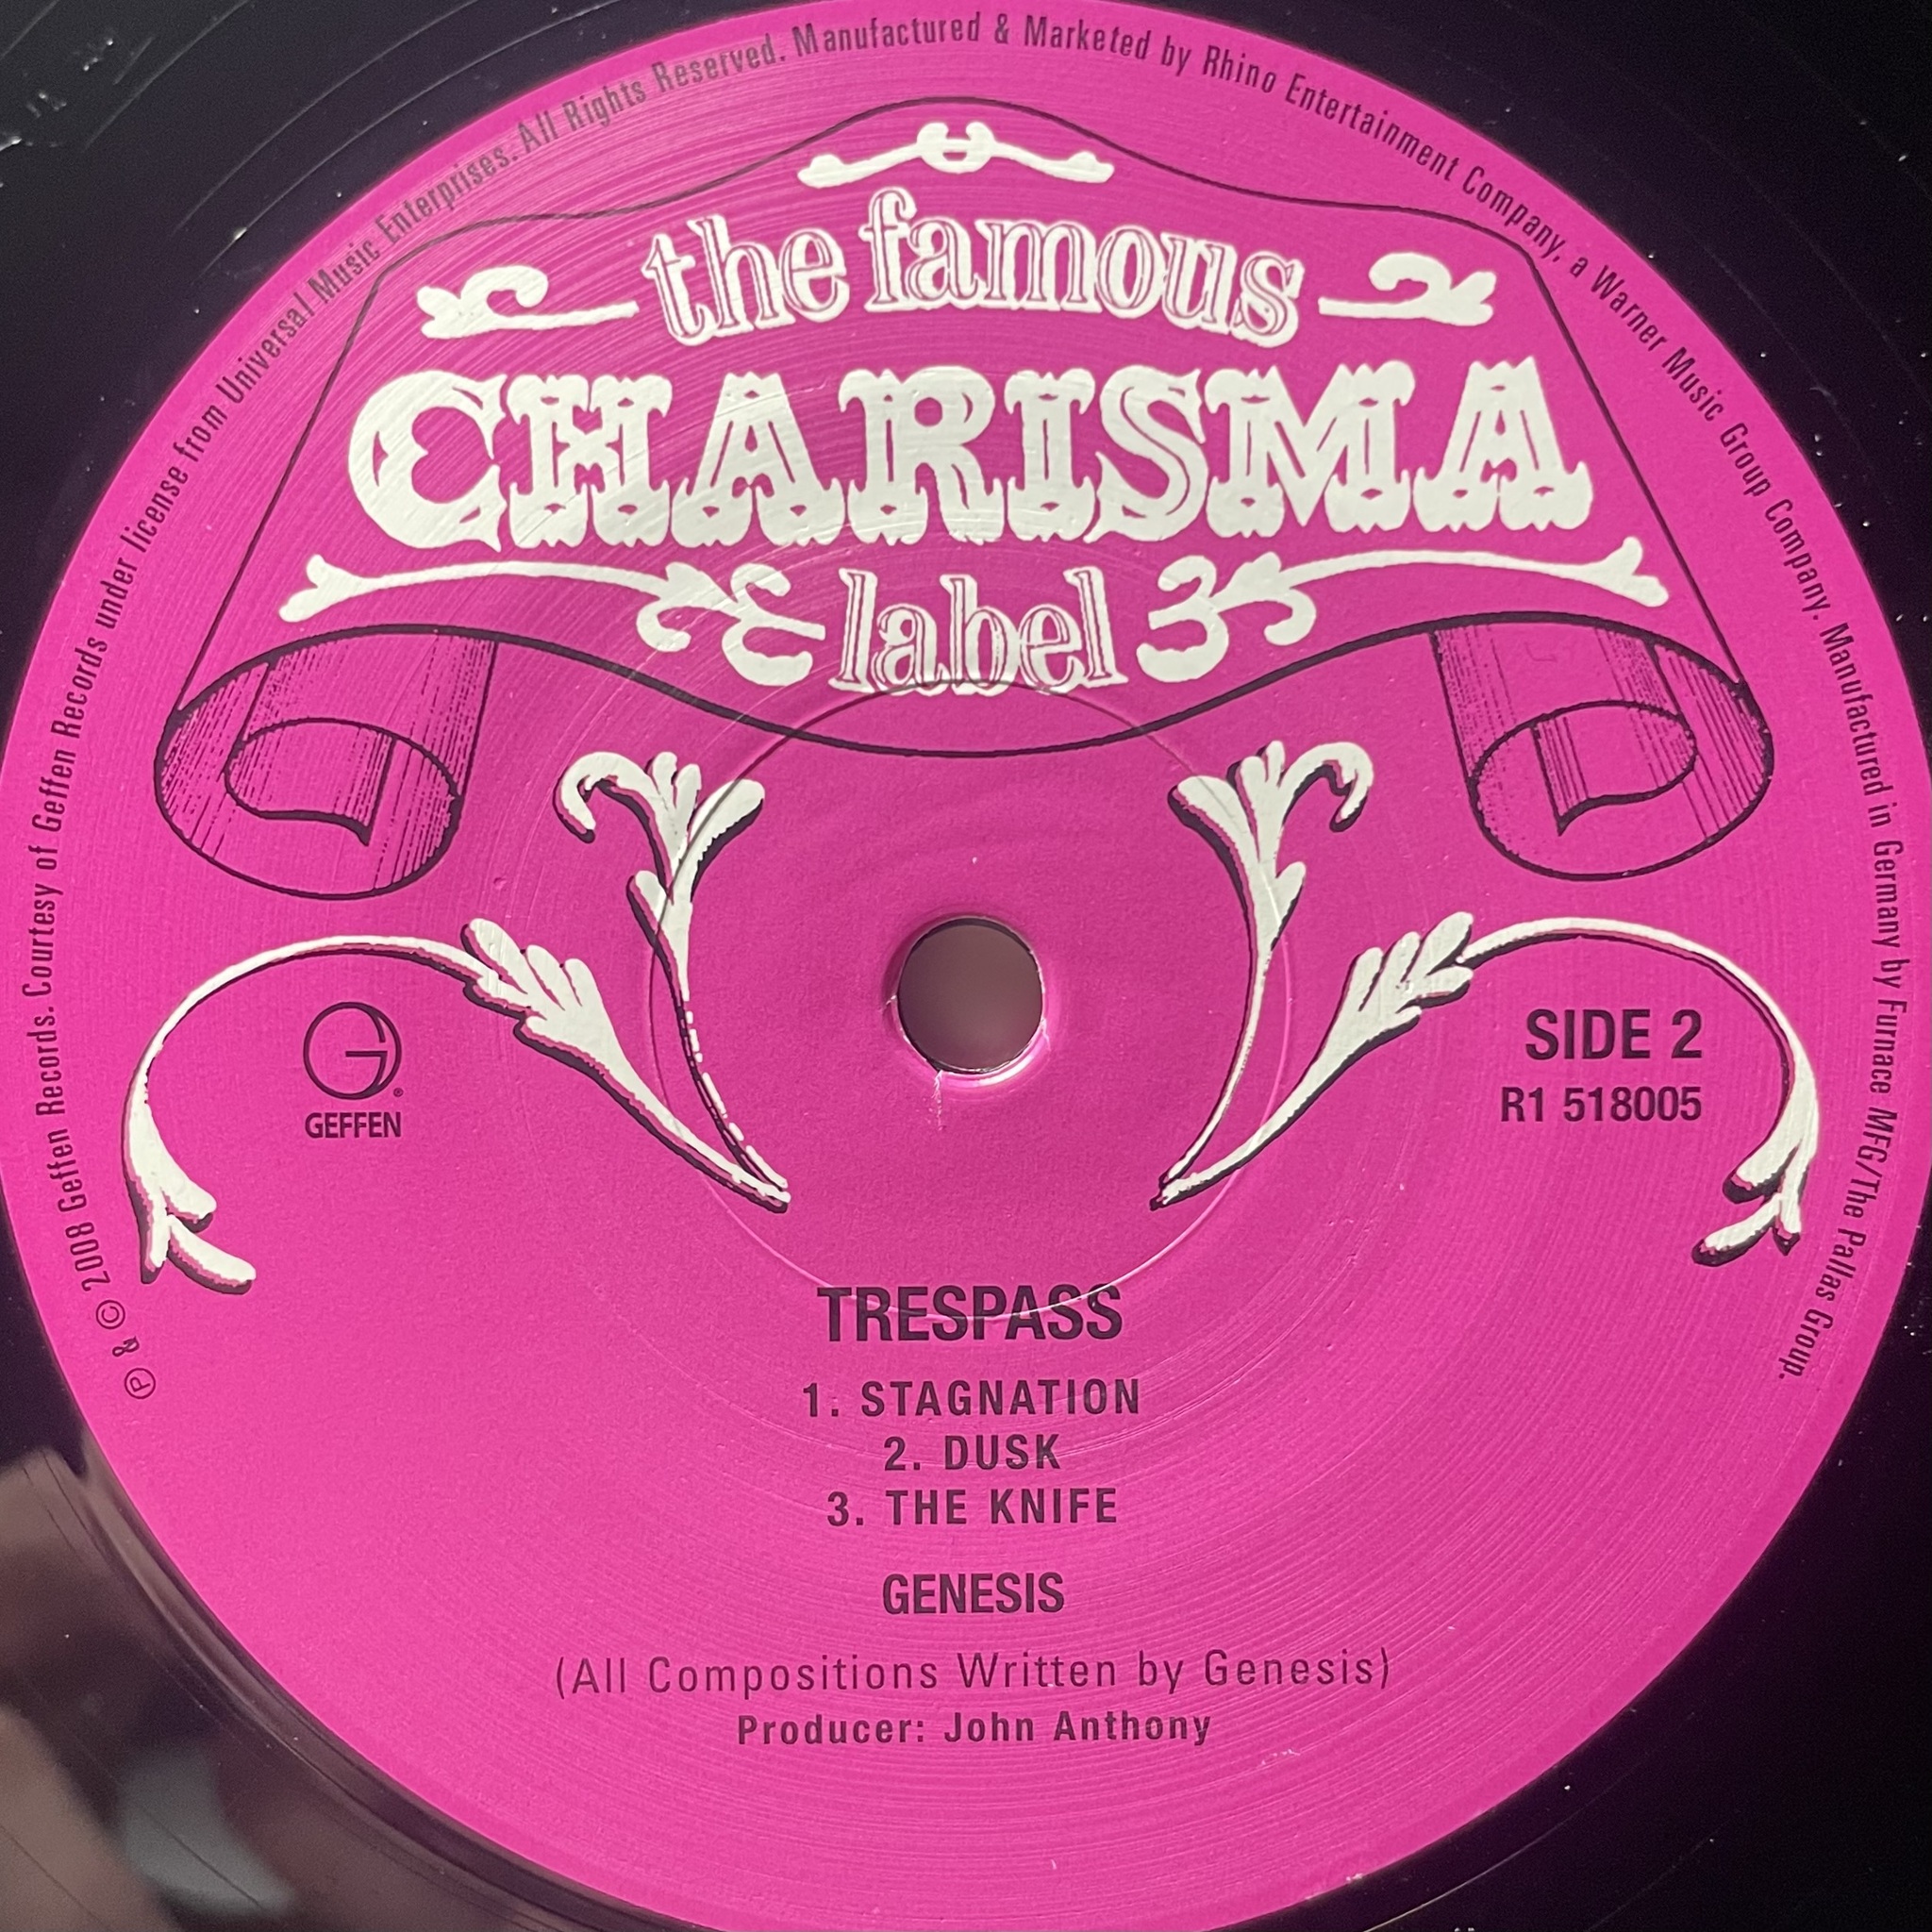 ℗ & © 2008 Geffen Records. Courtesy of Geffen Records under license from Universal Music Enterprises. All Rights Reserved. Manufactured & Marketed by Rhino Entertainment Company, a Warner Music Group Company. Manufactured in Germany by Furnace MFG/The Pallas Group.
the famous
CHARISMA
label
GEFFEN
SIDE 2
R1 518005
TRESPASS
1. STAGNATION
2. DUSK
3. THE KNIFE
GENESIS
(All Compositions Written by Genesis)
Producer: John Anthony